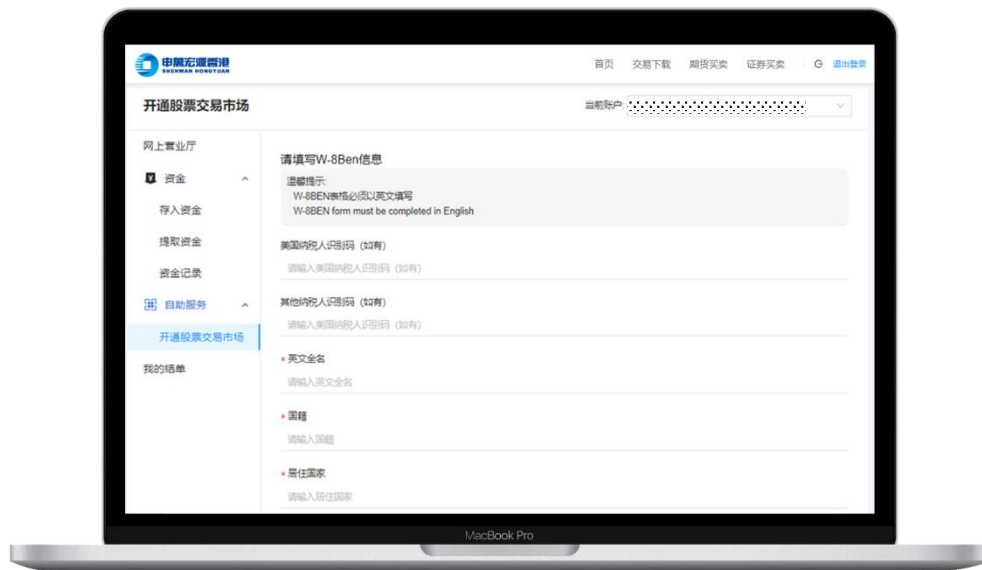 申萬宏源香港
SHENWAN HONGYUAN
首页 交易下载 期货买卖 证券买卖 退出登录
开通股票交易市场 当前账户:
网上营业厅
资金
存入资金
提取资金
资金记录
自助服务
开通股票交易市场
我的结单
请填写W-8Ben信息
温馨提示:
W-8BEN表格必须以英文填写
W-8BEN form must be completed in English
美国纳税人识别码（如有）
请输入美国纳税人识别码（如有）
其他纳税人识别码（如有）
请输入美国纳税人识别码（如有）
* 英文全名
请输入英文全名
* 国籍
请输入国籍
* 居住国家
请输入居住国家
MacBook Pro